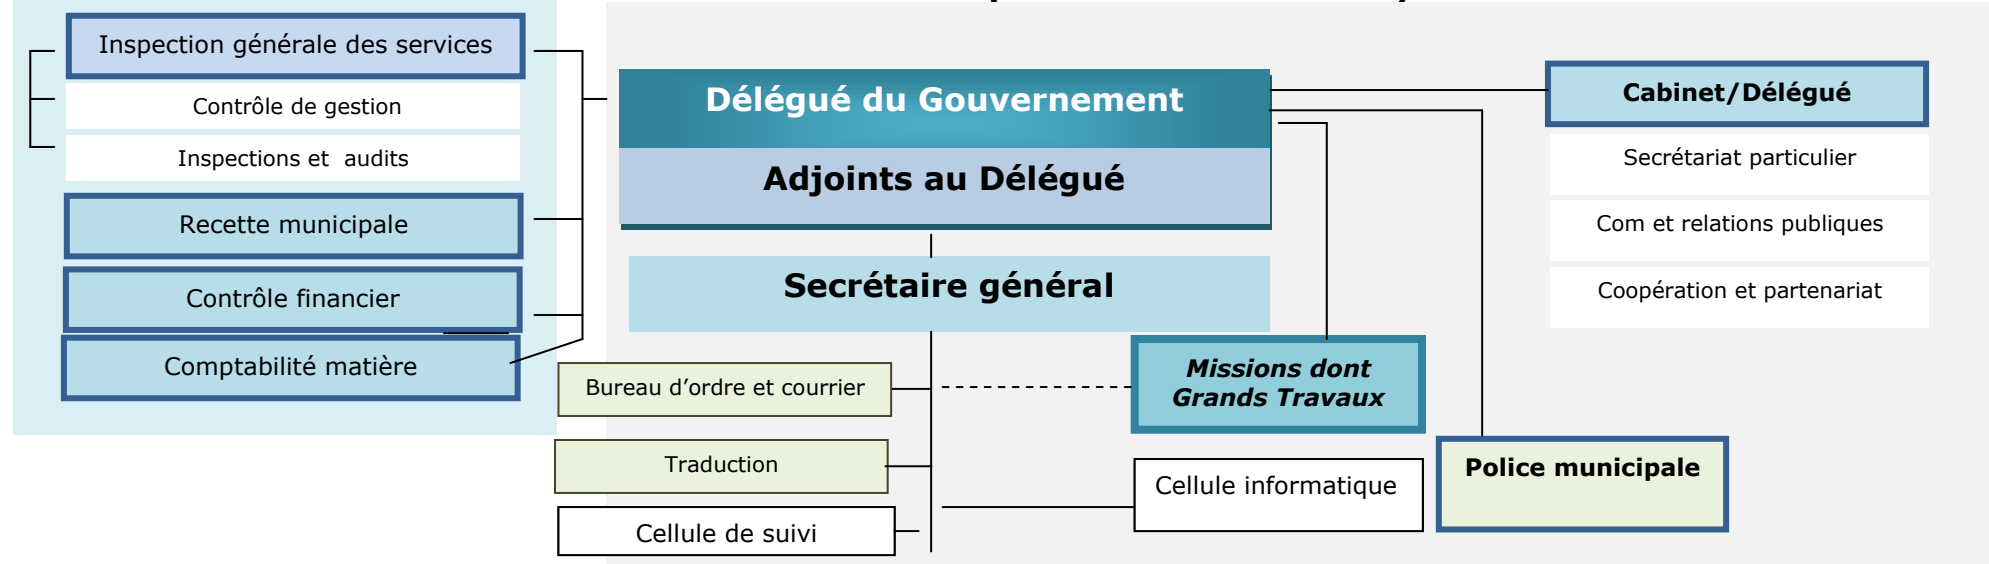 Inspection générale des services
Contrôle de gestion
Inspections et audits
Recette municipale
Contrôle financier
Comptabilité matière
Délégué du Gouvernement
Adjoints au Délégué
Secrétaire général
Bureau d’ordre et courrier
Traduction
Cellule de suivi
Missions dont
Grands Travaux
Cellule informatique
Cabinet/Délégué
Secrétariat particulier
Com et relations publiques
Coopération et partenariat
Police municipale